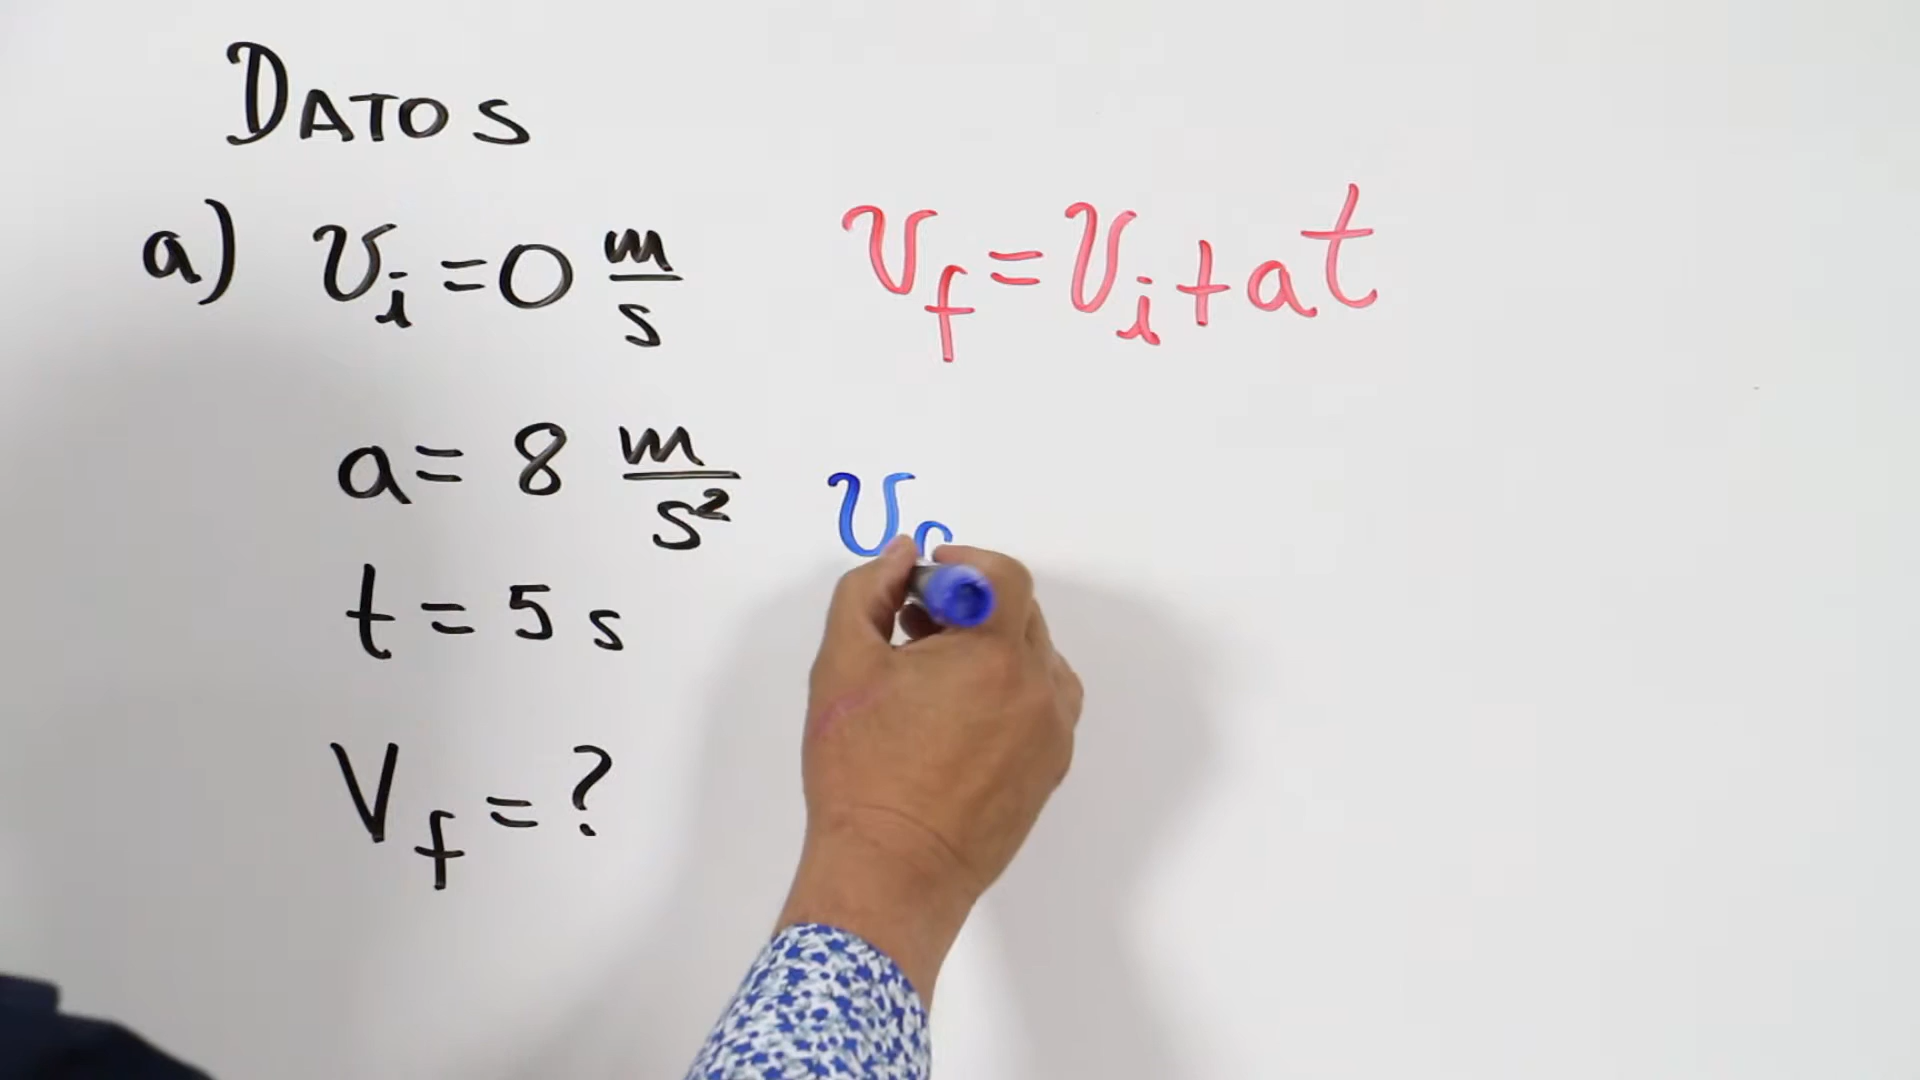 DATOS
a) vi = 0 m/s
vf = vi + at
a = 8 m/s²
t = 5 s
Vf = ?
v